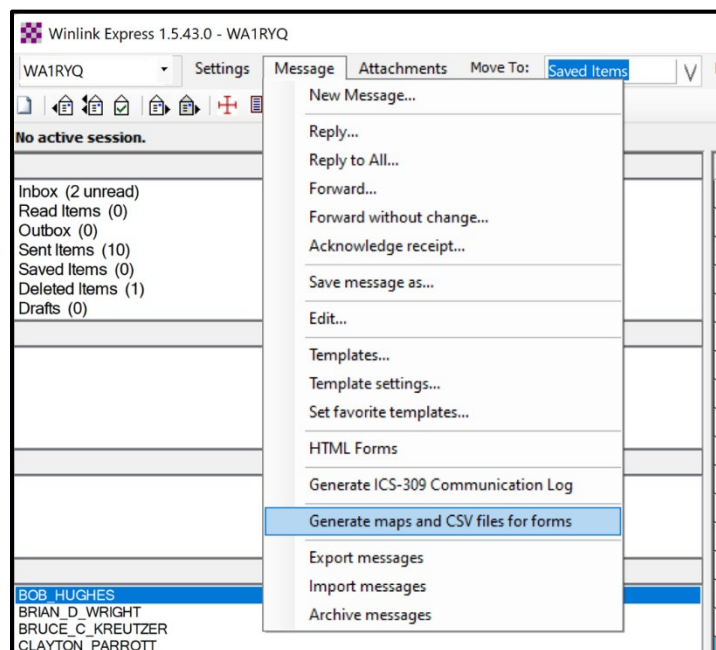 Winlink Express 1.5.43.0 - WA1RYQ
WA1RYQ Settings Message Attachments Move To: Saved Items
No active session.
Inbox (2 unread)
Read Items (0)
Outbox (0)
Sent Items (10)
Saved Items (0)
Deleted Items (1)
Drafts (0)
New Message...
Reply...
Reply to All...
Forward...
Forward without change...
Acknowledge receipt...
Save message as...
Edit...
Templates...
Template settings...
Set favorite templates...
HTML Forms
Generate ICS-309 Communication Log
Generate maps and CSV files for forms
Export messages
Import messages
Archive messages
BOB_HUGHES
BRIAN_D_WRIGHT
BRUCE_C_KREUTZER
CLAYTON_PARROTT